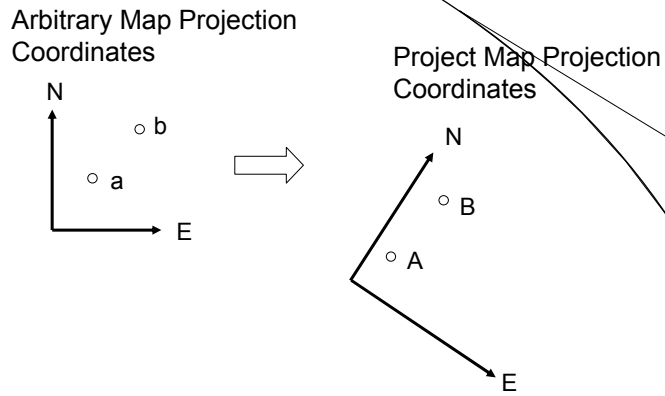 Arbitrary Map Projection
Coordinates
N
b
a
E
Project Map Projection
Coordinates
N
B
A
E